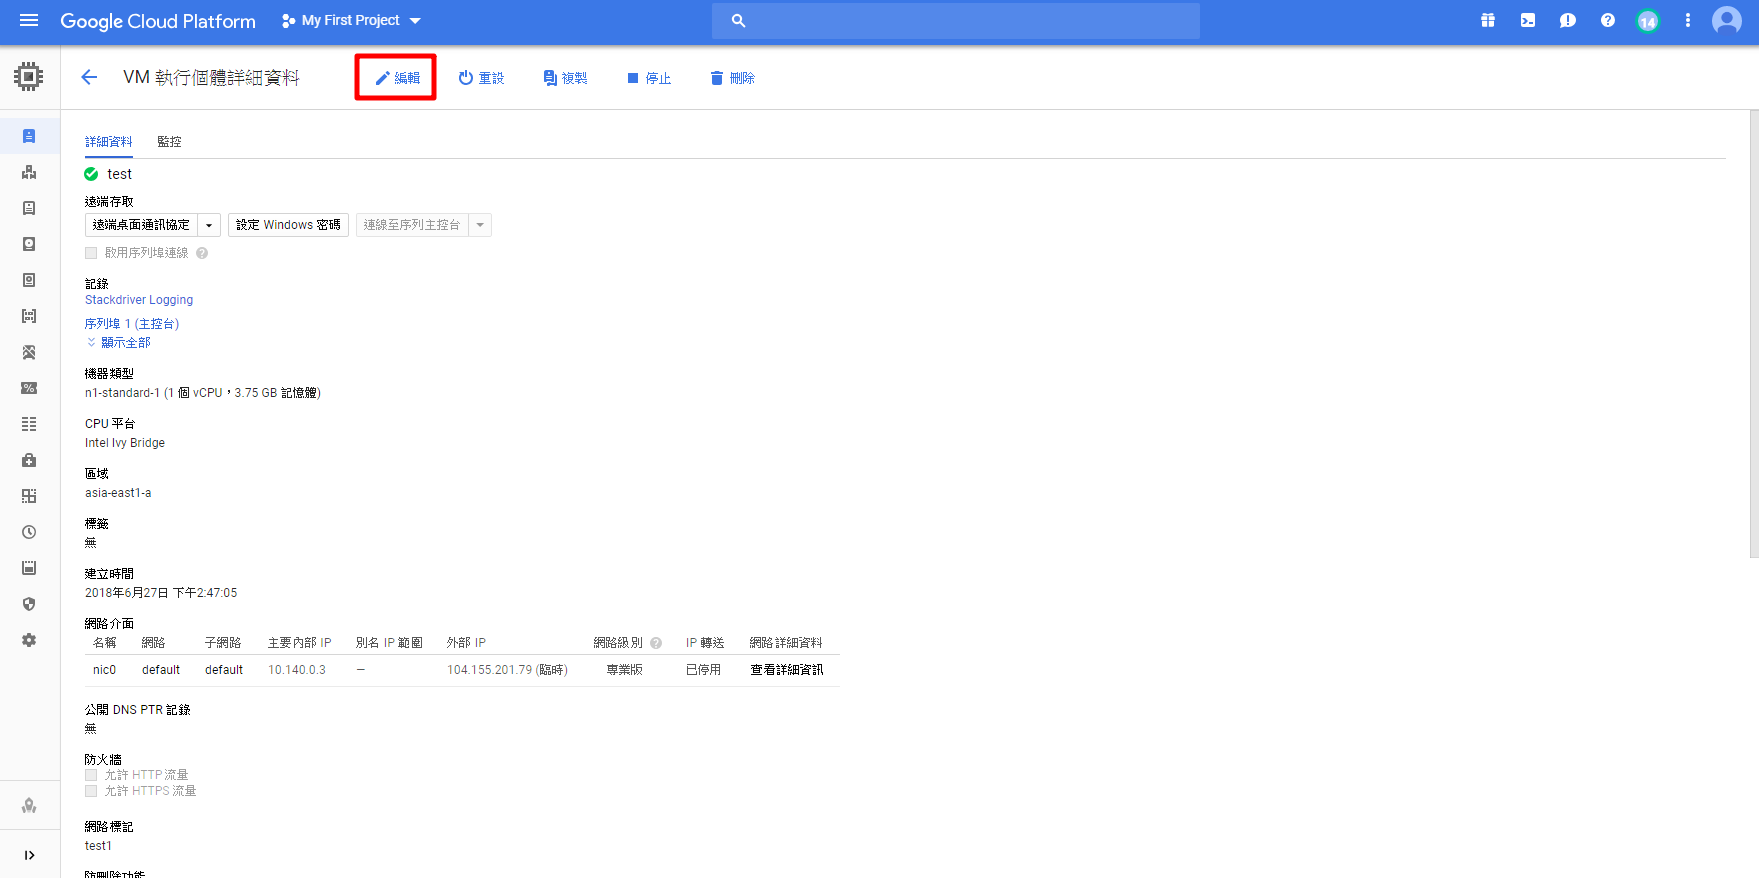 Google Cloud Platform My First Project 14
VM 執行個體詳細資料 編輯 重設 複製 停止 刪除
詳細資料 監控
test
遠端存取
遠端桌面通訊協定 設定 Windows 密碼 連線至序列主控台
啟用序列埠連線
記錄
Stackdriver Logging
序列埠 1 (主控台)
顯示全部
機器類型
n1-standard-1 (1 個 vCPU，3.75 GB 記憶體)
CPU 平台
Intel Ivy Bridge
區域
asia-east1-a
標籤
無
建立時間
2018年6月27日 下午2:47:05
網路介面
名稱 網路 子網路 主要內部 IP 別名 IP 範圍 外部 IP 網路級別 IP 轉送 網路詳細資料
nic0 default default 10.140.0.3 — 104.155.201.79 (臨時) 專業版 已停用 查看詳細資訊
公開 DNS PTR 記錄
無
防火牆
允許 HTTP 流量
允許 HTTPS 流量
網路標記
test1
防刪除功能